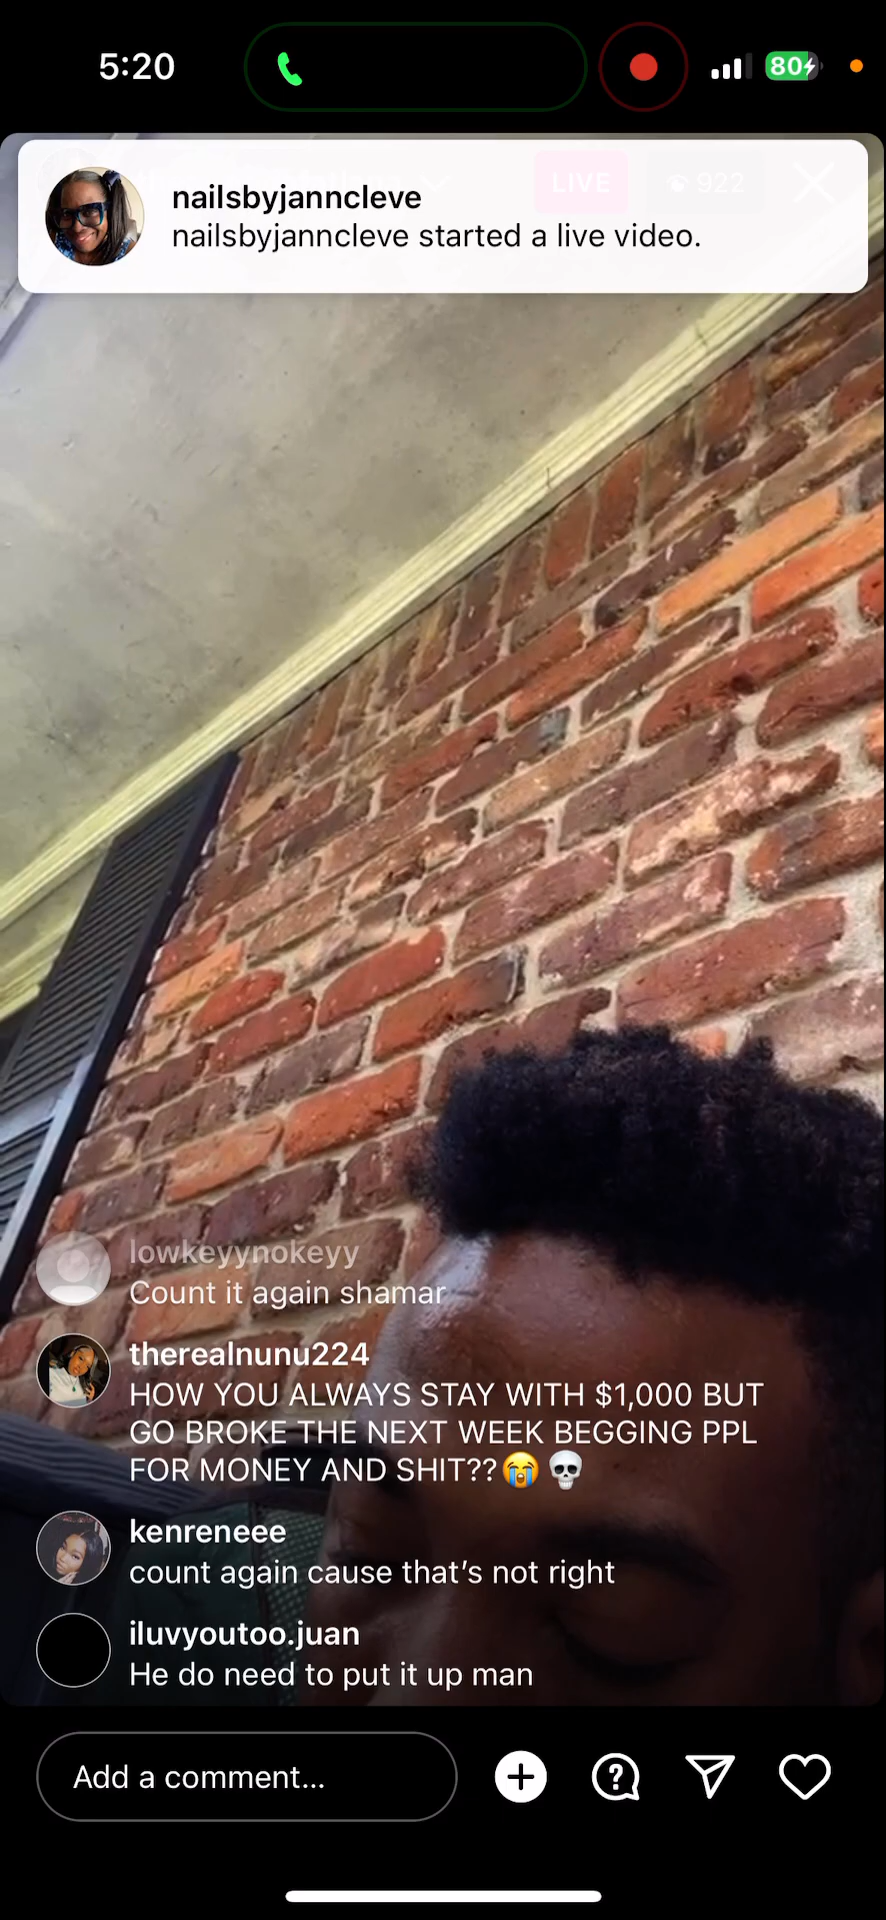 5:20
80
LIVE
922
nailsbyjanncleve
nailsbyjanncleve started a live video.
lowkeyynokeyy
Count it again shamar
therealnunu224
HOW YOU ALWAYS STAY WITH $1,000 BUT
GO BROKE THE NEXT WEEK BEGGING PPL
FOR MONEY AND SHIT??😭💀
kenreneee
count again cause that’s not right
iluvyoutoo.juan
He do need to put it up man
Add a comment...